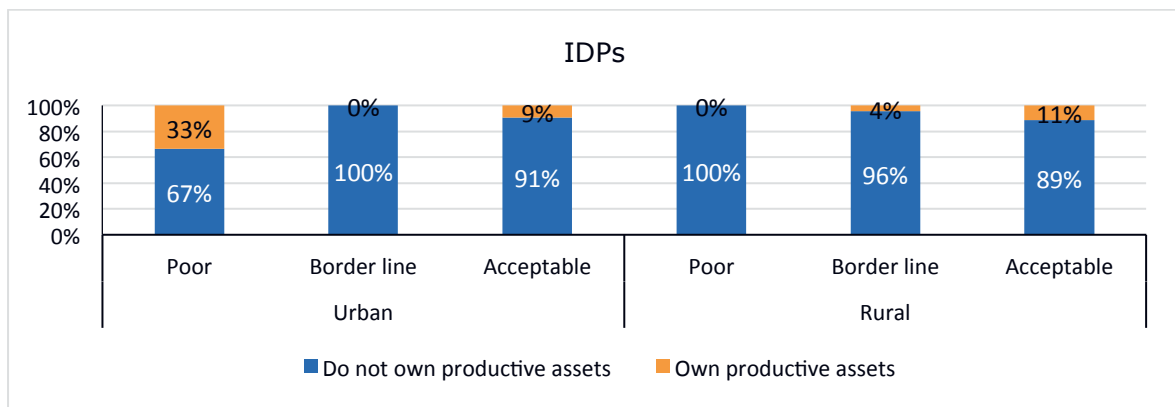 IDPs
100%
80%
60%
40%
20%
0%
33% 0% 9% 0% 4% 11%
67% 100% 91% 100% 96% 89%
Poor Border line Acceptable Poor Border line Acceptable
Urban Rural
Do not own productive assets Own productive assets